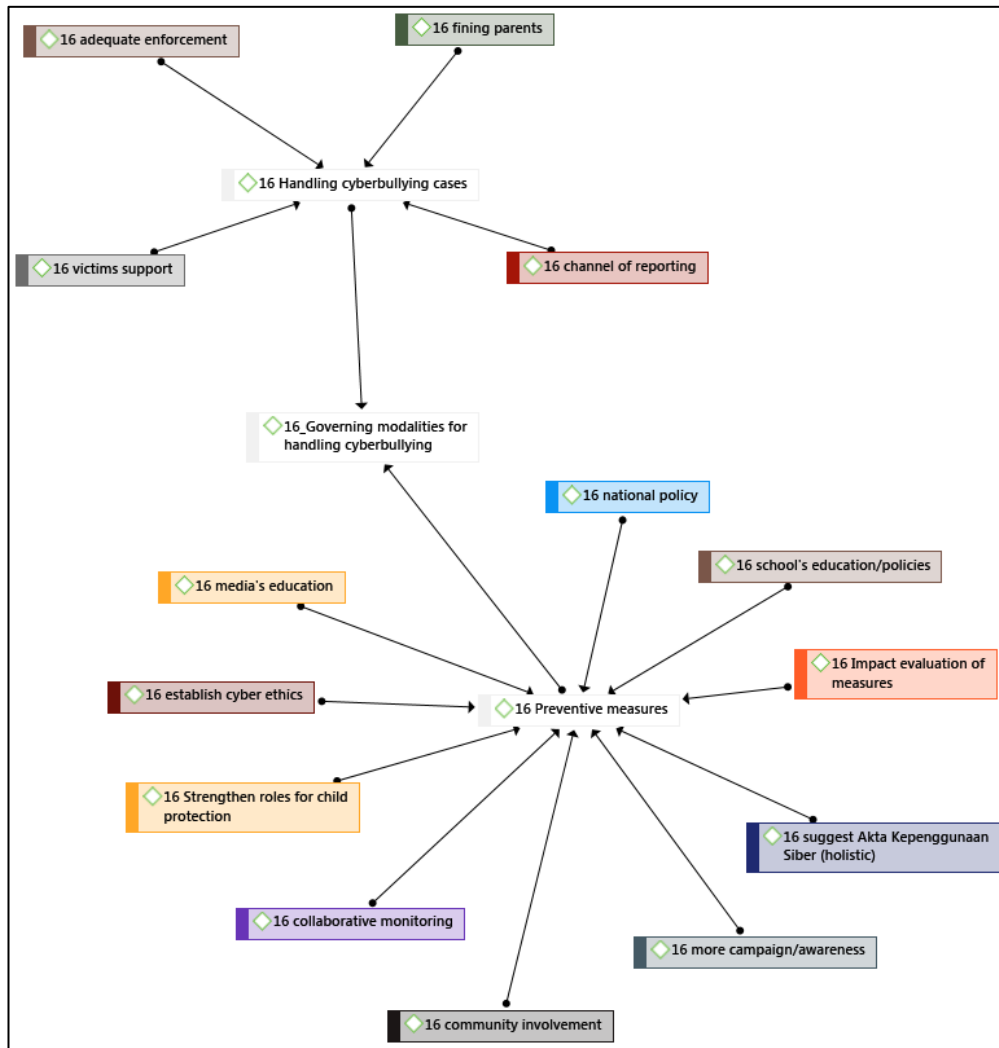 16 fining parents
16 adequate enforcement
16 Handling cyberbullying cases
16 victims support
16 channel of reporting
16_Governing modalities for
handling cyberbullying
16 national policy
16 school's education/policies
16 media's education
16 Impact evaluation of
measures
16 establish cyber ethics
16 Preventive measures
16 Strengthen roles for child
protection
16 suggest Akta Kepenggunaan
Siber (holistic)
16 collaborative monitoring
16 more campaign/awareness
16 community involvement